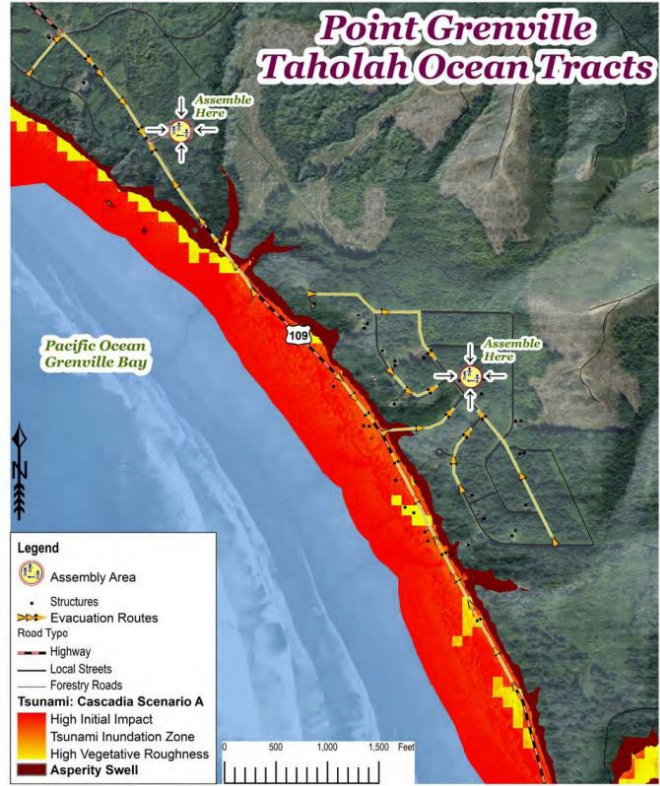 Point Grenville
Taholah Ocean Tracts
Assemble
Here
109
Pacific Ocean
Grenville Bay
Assemble
Here
N
Legend
Assembly Area
Structures
Evacuation Routes
Road Type
Highway
Local Streets
Forestry Roads
Tsunami: Cascadia Scenario A
High Initial Impact
Tsunami Inundation Zone
High Vegetative Roughness
Asperity Swell
0 500 1,000 1,500 Feet